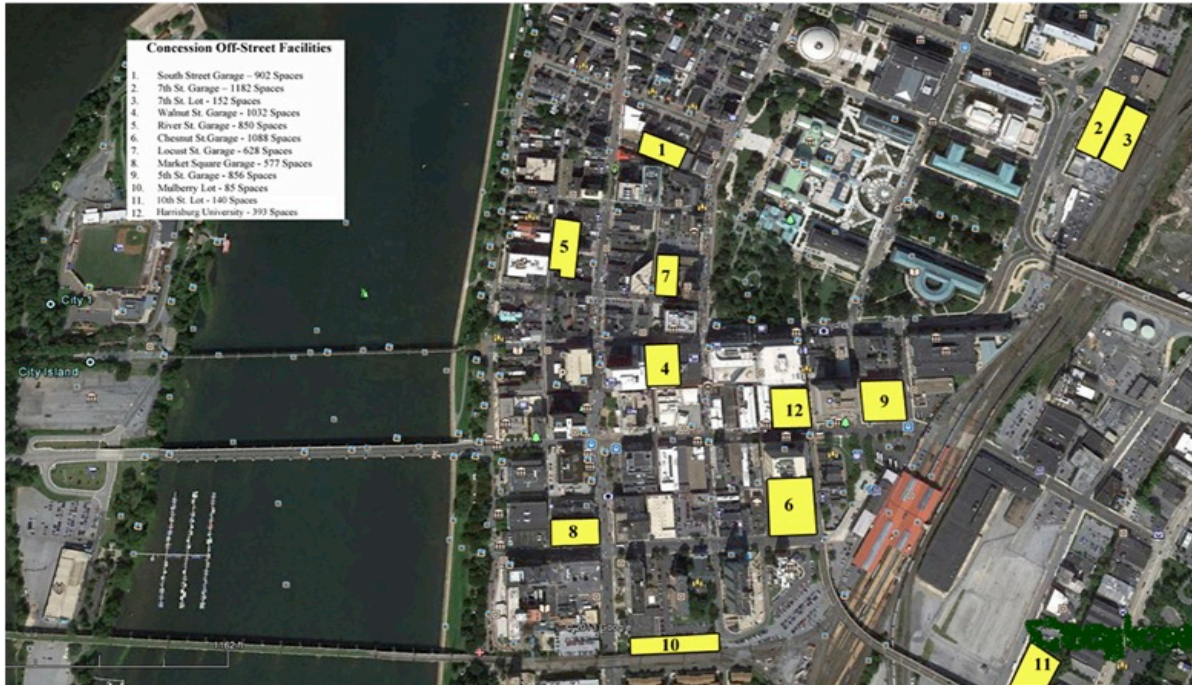 Concession Off-Street Facilities
1. South Street Garage – 902 Spaces
2. 7th St. Garage – 1182 Spaces
3. 7th St. Lot - 152 Spaces
4. Walnut St. Garage - 1032 Spaces
5. River St. Garage - 850 Spaces
6. Chesnut St.Garage - 1088 Spaces
7. Locust St. Garage - 628 Spaces
8. Market Square Garage - 577 Spaces
9. 5th St. Garage - 856 Spaces
10. Mulberry Lot - 85 Spaces
11. 10th St. Lot - 140 Spaces
12. Harrisburg University - 393 Spaces
2
3
1
5
7
City 1
4
City Island
12
9
6
8
10
11